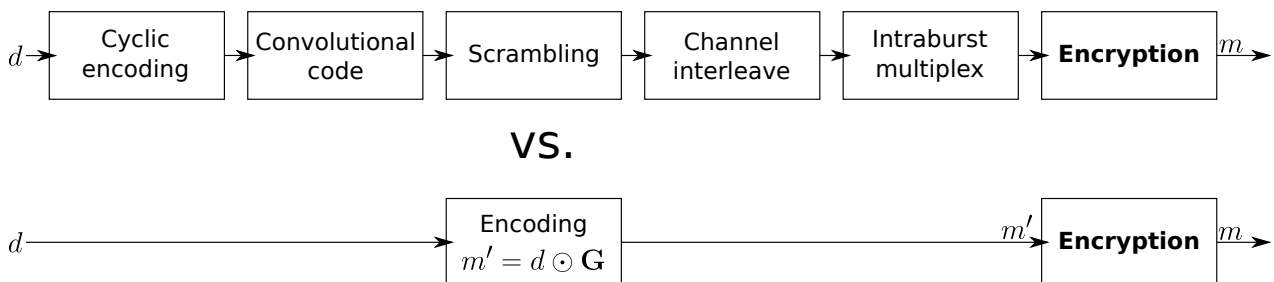 d
Cyclic
encoding
Convolutional
code
Scrambling
Channel
interleave
Intraburst
multiplex
Encryption
m
vs.
d
Encoding
m′ = d ⊙ G
m′
Encryption
m